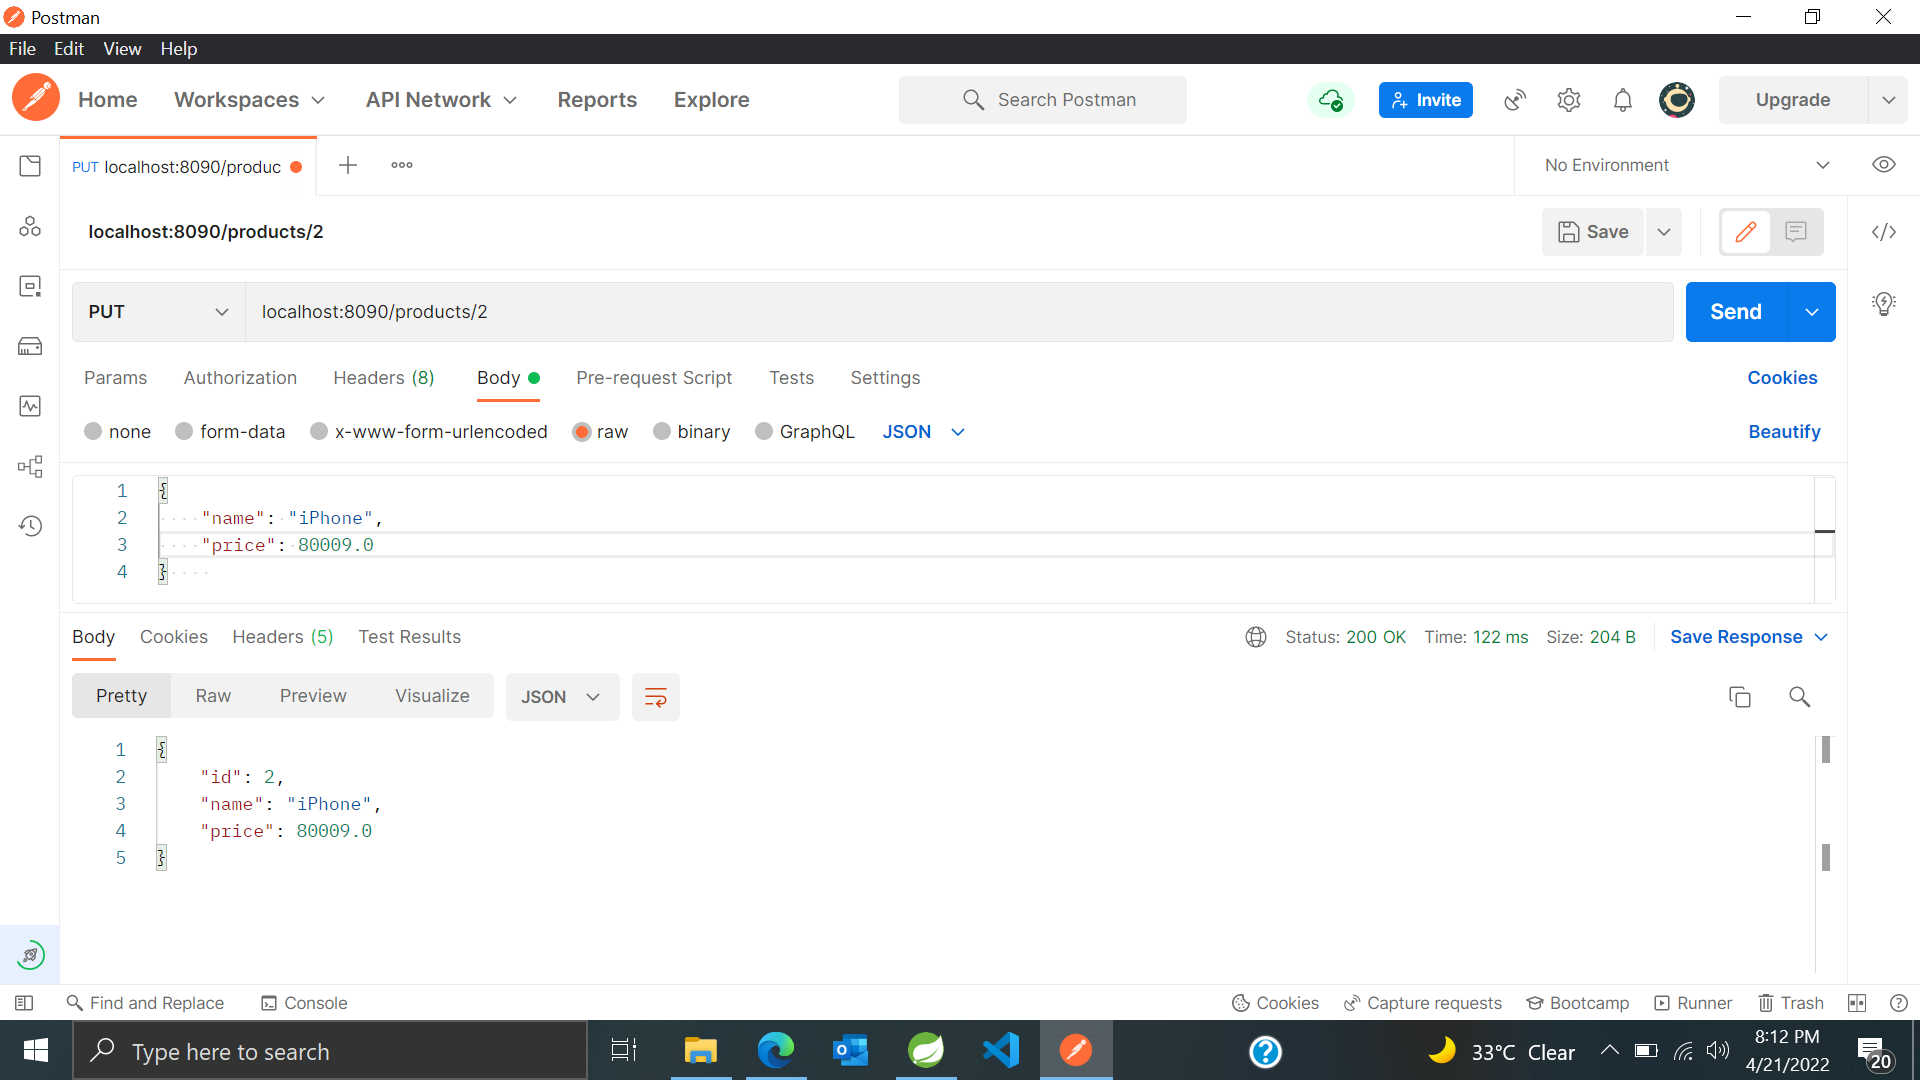 Postman
File Edit View Help
Home Workspaces API Network Reports Explore Search Postman Invite Upgrade
PUT localhost:8090/produc No Environment
localhost:8090/products/2 Save
PUT localhost:8090/products/2 Send
Params Authorization Headers (8) Body Pre-request Script Tests Settings Cookies
none form-data x-www-form-urlencoded raw binary GraphQL JSON Beautify
1 {
2 "name": "iPhone",
3 "price": 80009.0
4 }
Body Cookies Headers (5) Test Results Status: 200 OK Time: 122 ms Size: 204 B Save Response
Pretty Raw Preview Visualize JSON
1 {
2 "id": 2,
3 "name": "iPhone",
4 "price": 80009.0
5 }
Find and Replace Console Cookies Capture requests Bootcamp Runner Trash
Type here to search 33°C Clear 8:12 PM
4/21/2022 20